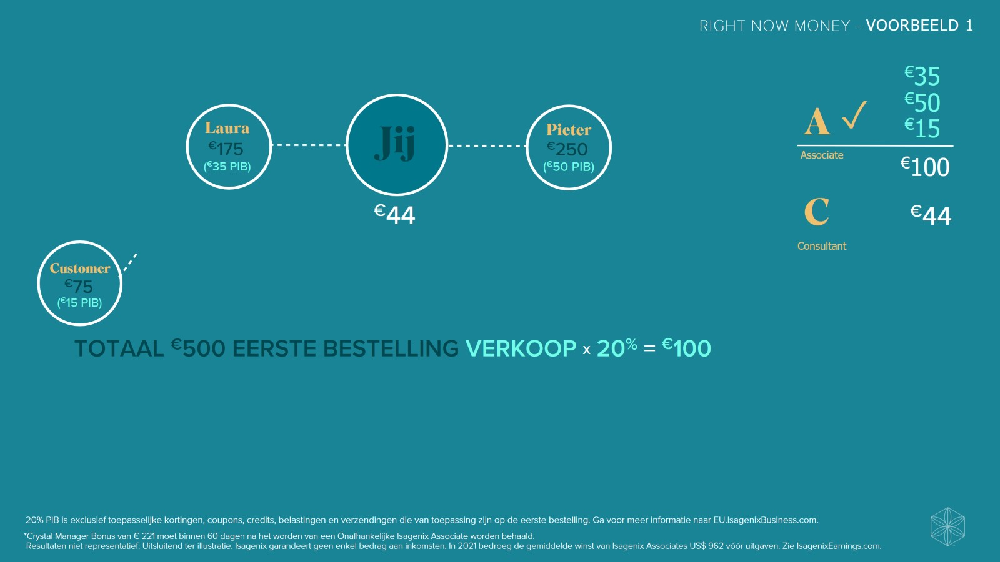 RIGHT NOW MONEY - VOORBEELD 1
Laura
€175
(€35 PIB)
Jij
€44
Pieter
€250
(€50 PIB)
A ✓
Associate
€35
€50
€15
€100
C
Consultant
€44
Customer
€75
(€15 PIB)
TOTAAL €500 EERSTE BESTELLING VERKOOP x 20% = €100
20% PIB is exclusief toepasselijke kortingen, coupons, credits, belastingen en verzendingen die van toepassing zijn op de eerste bestelling. Ga voor meer informatie naar EU.IsagenixBusiness.com.
*Crystal Manager Bonus van € 221 moet binnen 60 dagen na het worden van een Onafhankelijke Isagenix Associate worden behaald.
Resultaten niet representatief. Uitsluitend ter illustratie. Isagenix garandeert geen enkel bedrag aan inkomsten. In 2021 bedroeg de gemiddelde winst van Isagenix Associates US$ 962 vóór uitgaven. Zie IsagenixEarnings.com.